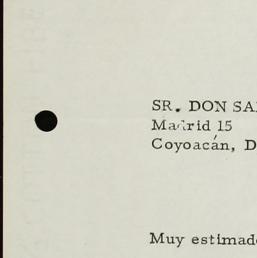 SR. DON SA
Madrid 15
Coyoacán, D
Muy estimad